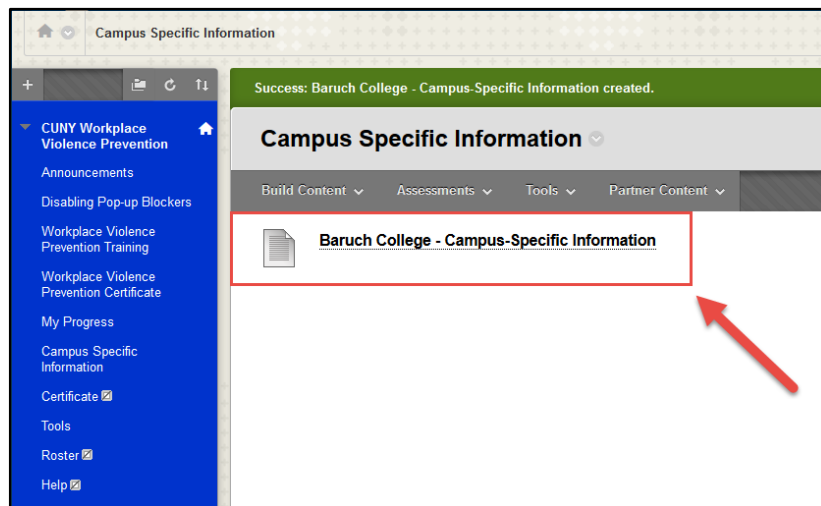 Campus Specific Information
Success: Baruch College - Campus-Specific Information created.
CUNY Workplace
Violence Prevention
Announcements
Disabling Pop-up Blockers
Workplace Violence
Prevention Training
Workplace Violence
Prevention Certificate
My Progress
Campus Specific
Information
Certificate
Tools
Roster
Help
Campus Specific Information
Build Content Assessments Tools Partner Content
Baruch College - Campus-Specific Information